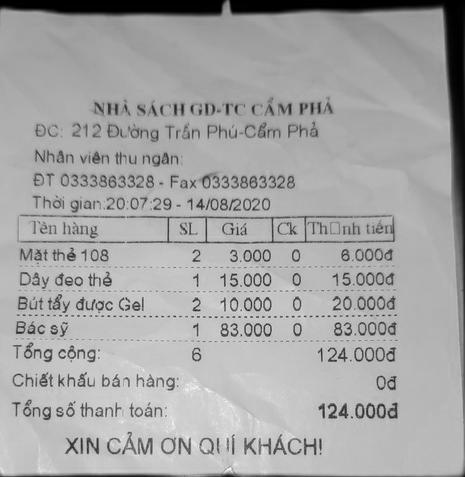 NHÀ SÁCH GD-TC CẨM PHẢ
ĐC: 212 Đường Trần Phú-Cẩm Phả
Nhân viên thu ngân:
ĐT 0333863328 - Fax 0333863328
Thời gian:20:07:29 - 14/08/2020
Tên hàng SL Giá Ck Th□nh tiền
Mặt thẻ 108 2 3.000 0 6.000đ
Dây đeo thẻ 1 15.000 0 15.000đ
Bút tẩy được Gel 2 10.000 0 20.000đ
Bác sỹ 1 83.000 0 83.000đ
Tổng cộng: 6 124.000đ
Chiết khấu bán hàng: 0đ
Tổng số thanh toán: 124.000đ
XIN CẢM ƠN QUÍ KHÁCH!